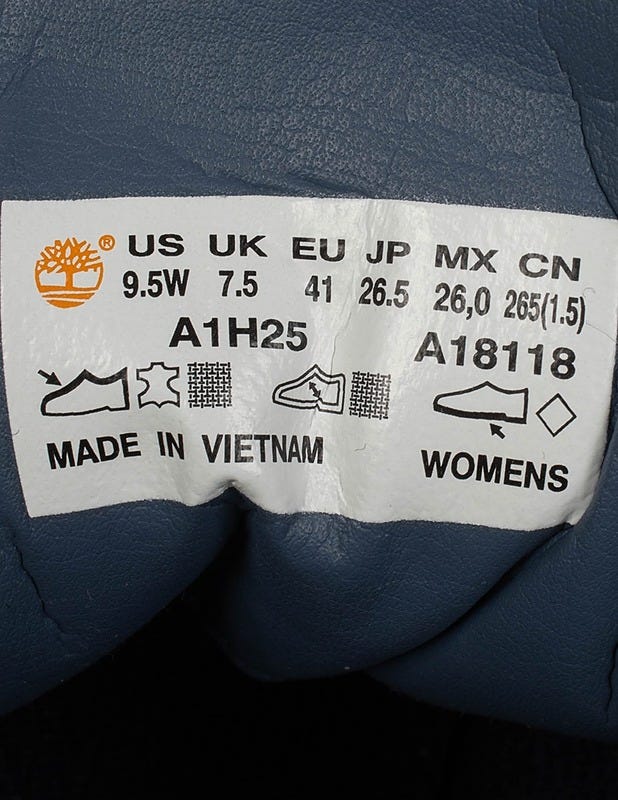 ® US UK EU JP MX CN
9.5W 7.5 41 26.5 26,0 265(1.5)
A1H25 A18118
MADE IN VIETNAM WOMENS